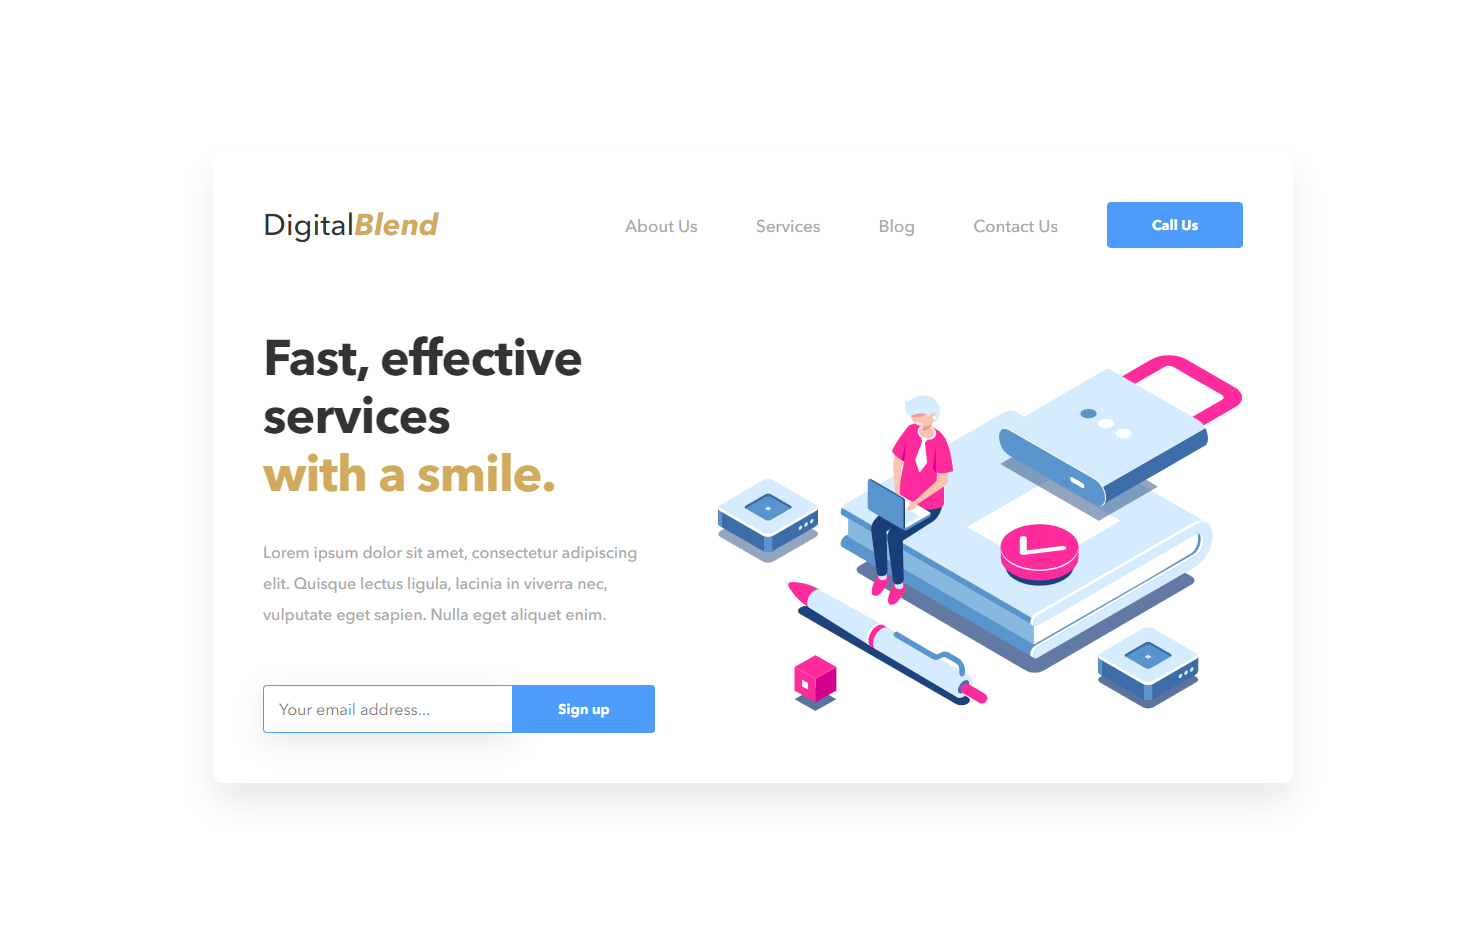 DigitalBlend
About Us
Services
Blog
Contact Us
Call Us
Fast, effective
services
with a smile.
Lorem ipsum dolor sit amet, consectetur adipiscing
elit. Quisque lectus ligula, lacinia in viverra nec,
vulputate eget sapien. Nulla eget aliquet enim.
Your email address...
Sign up